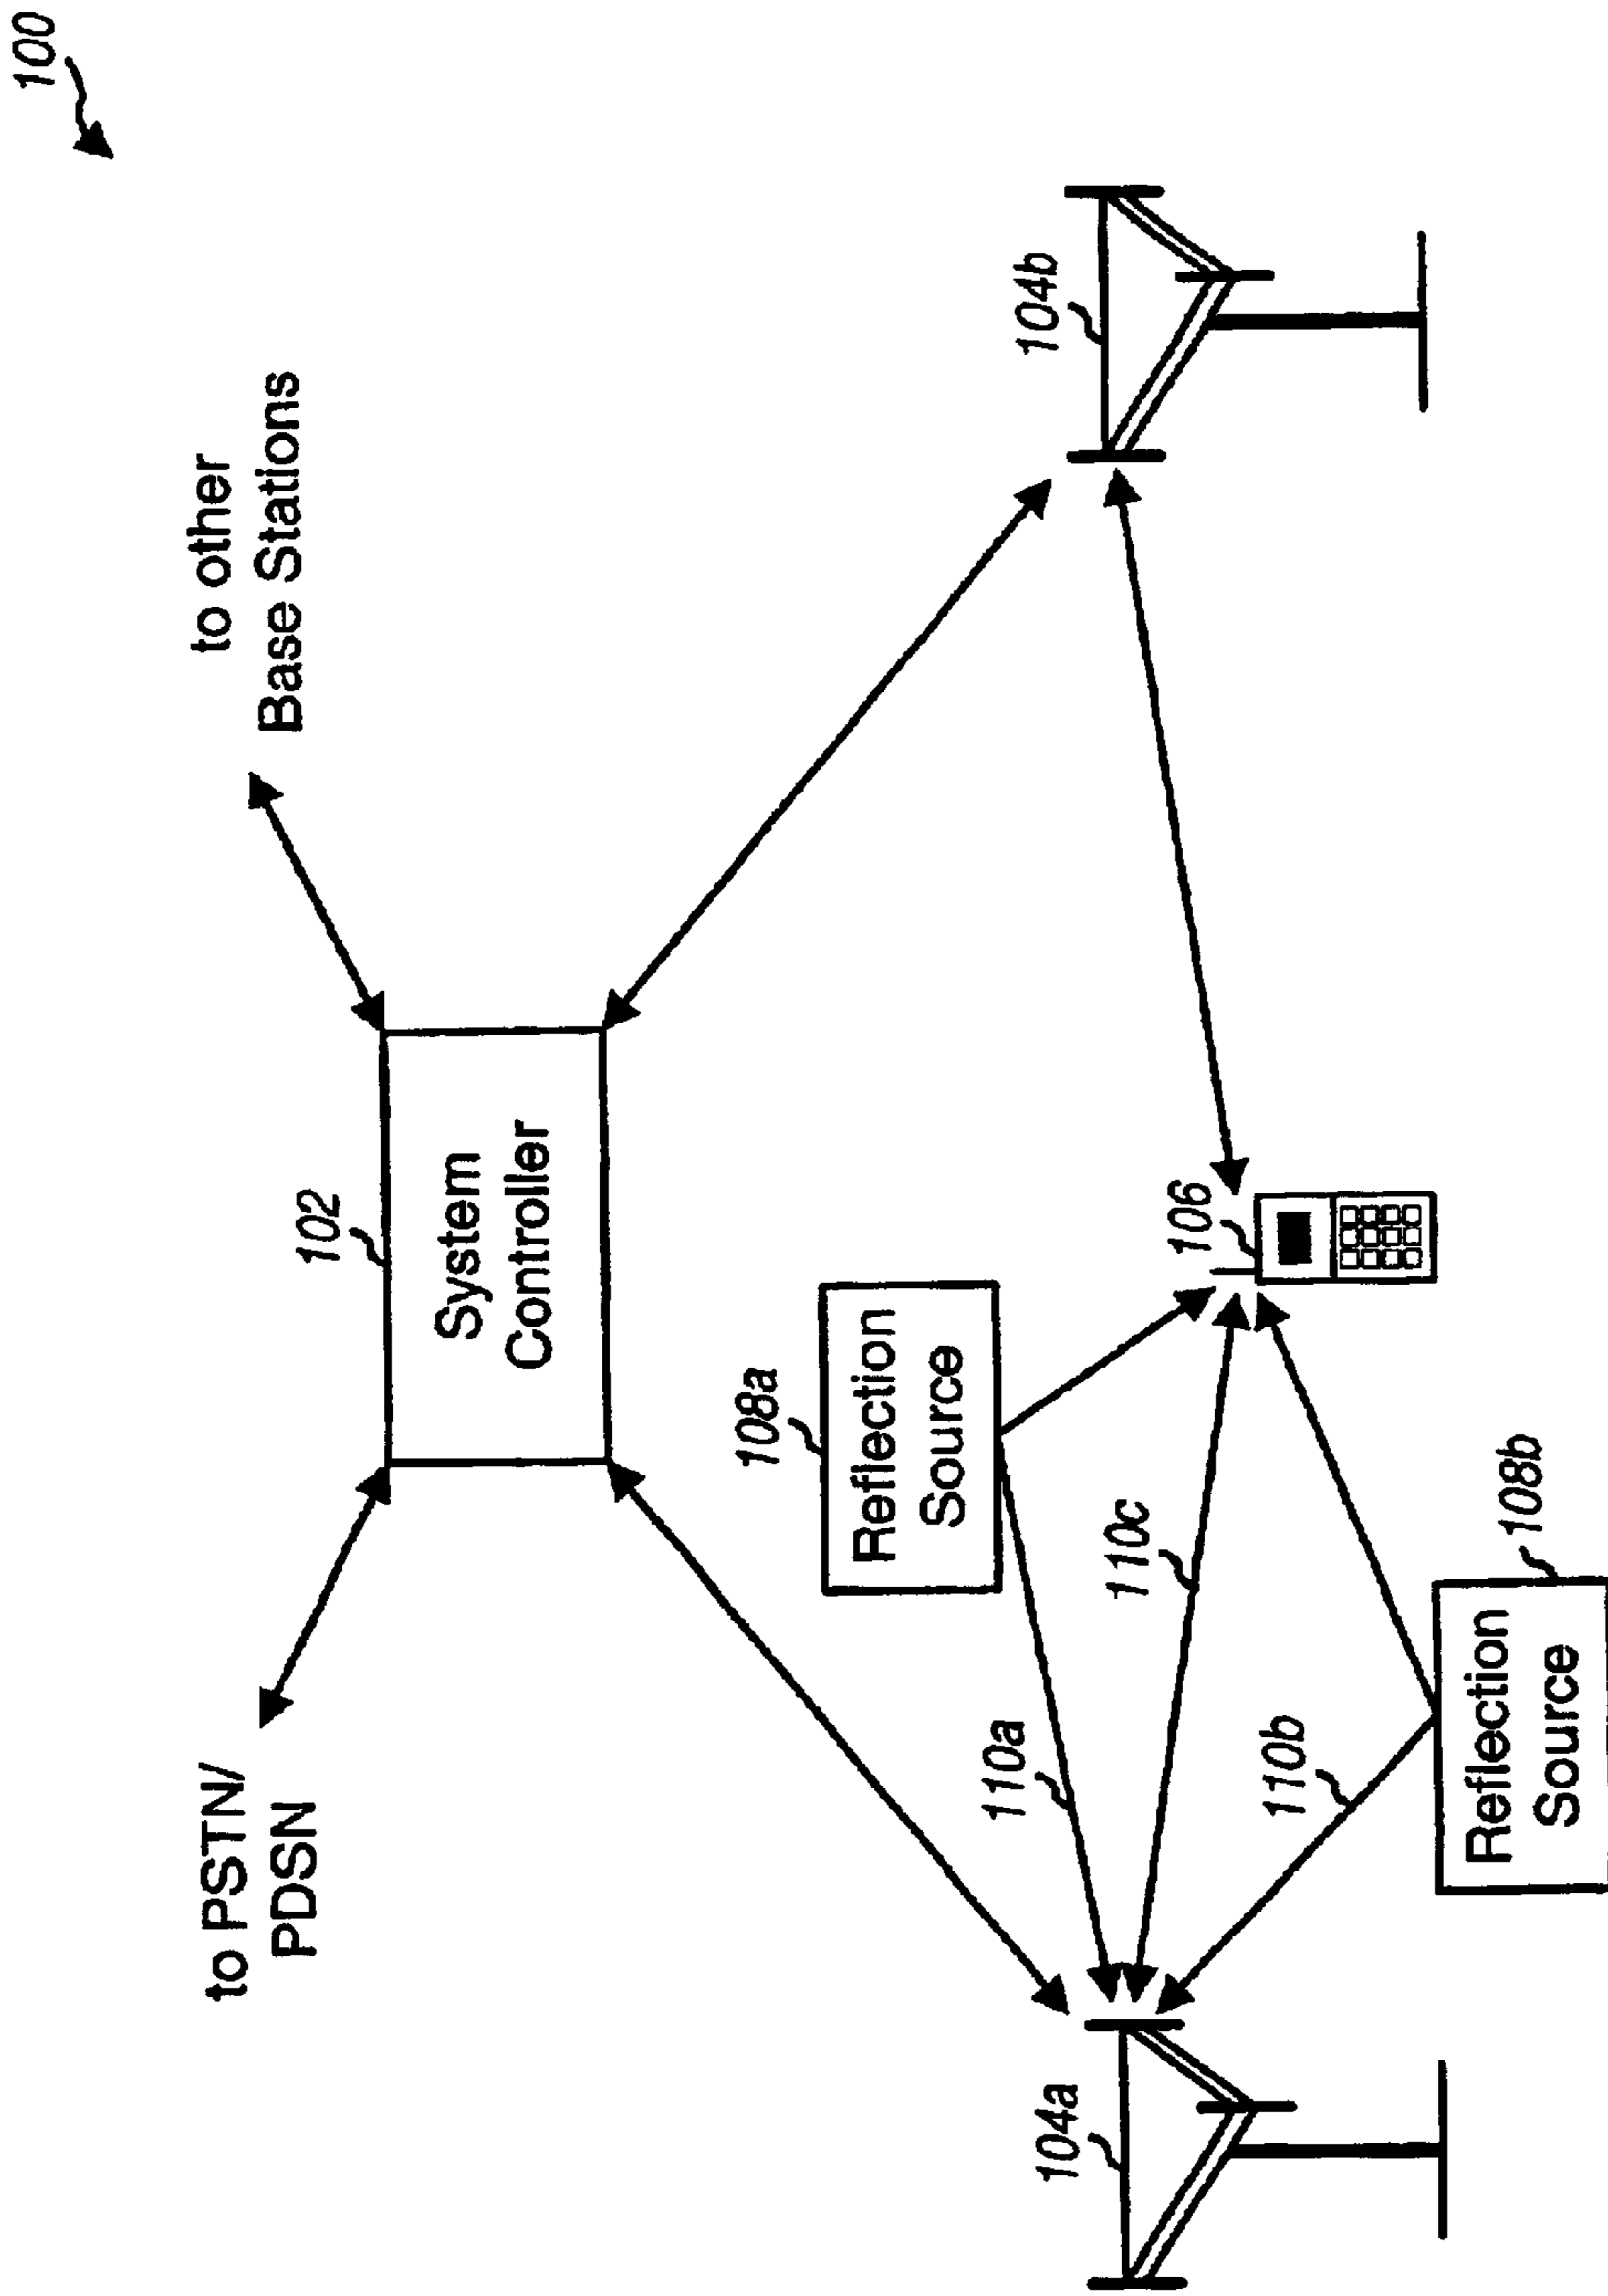 100
to PSTN/
PDSN
to other
Base Stations
102
System
Controller
108a
Reflection
Source
104a
110a
110c
106
104b
110b
108b
Reflection
Source